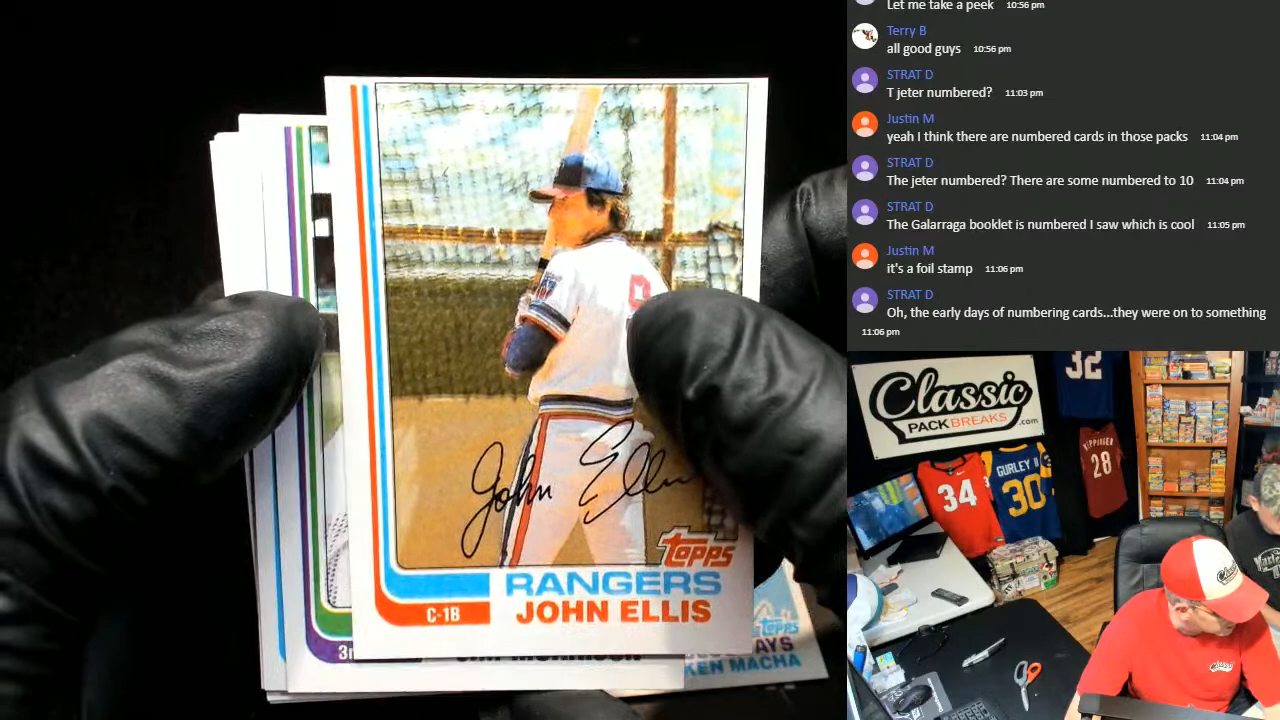 John Ellis
Topps
RANGERS
C-1B
JOHN ELLIS
3r
Topps
AYS
KEN MACHA
Let me take a peek 10:56 pm
Terry B
all good guys 10:56 pm
STRAT D
T jeter numbered? 11:03 pm
Justin M
yeah I think there are numbered cards in those packs 11:04 pm
STRAT D
The jeter numbered? There are some numbered to 10 11:04 pm
STRAT D
The Galarraga booklet is numbered I saw which is cool 11:05 pm
Justin M
it's a foil stamp 11:06 pm
STRAT D
Oh, the early days of numbering cards...they were on to something
11:06 pm
Classic
PACK BREAKS.com
32
34
GURLEY II
30
KIPPINGER
28